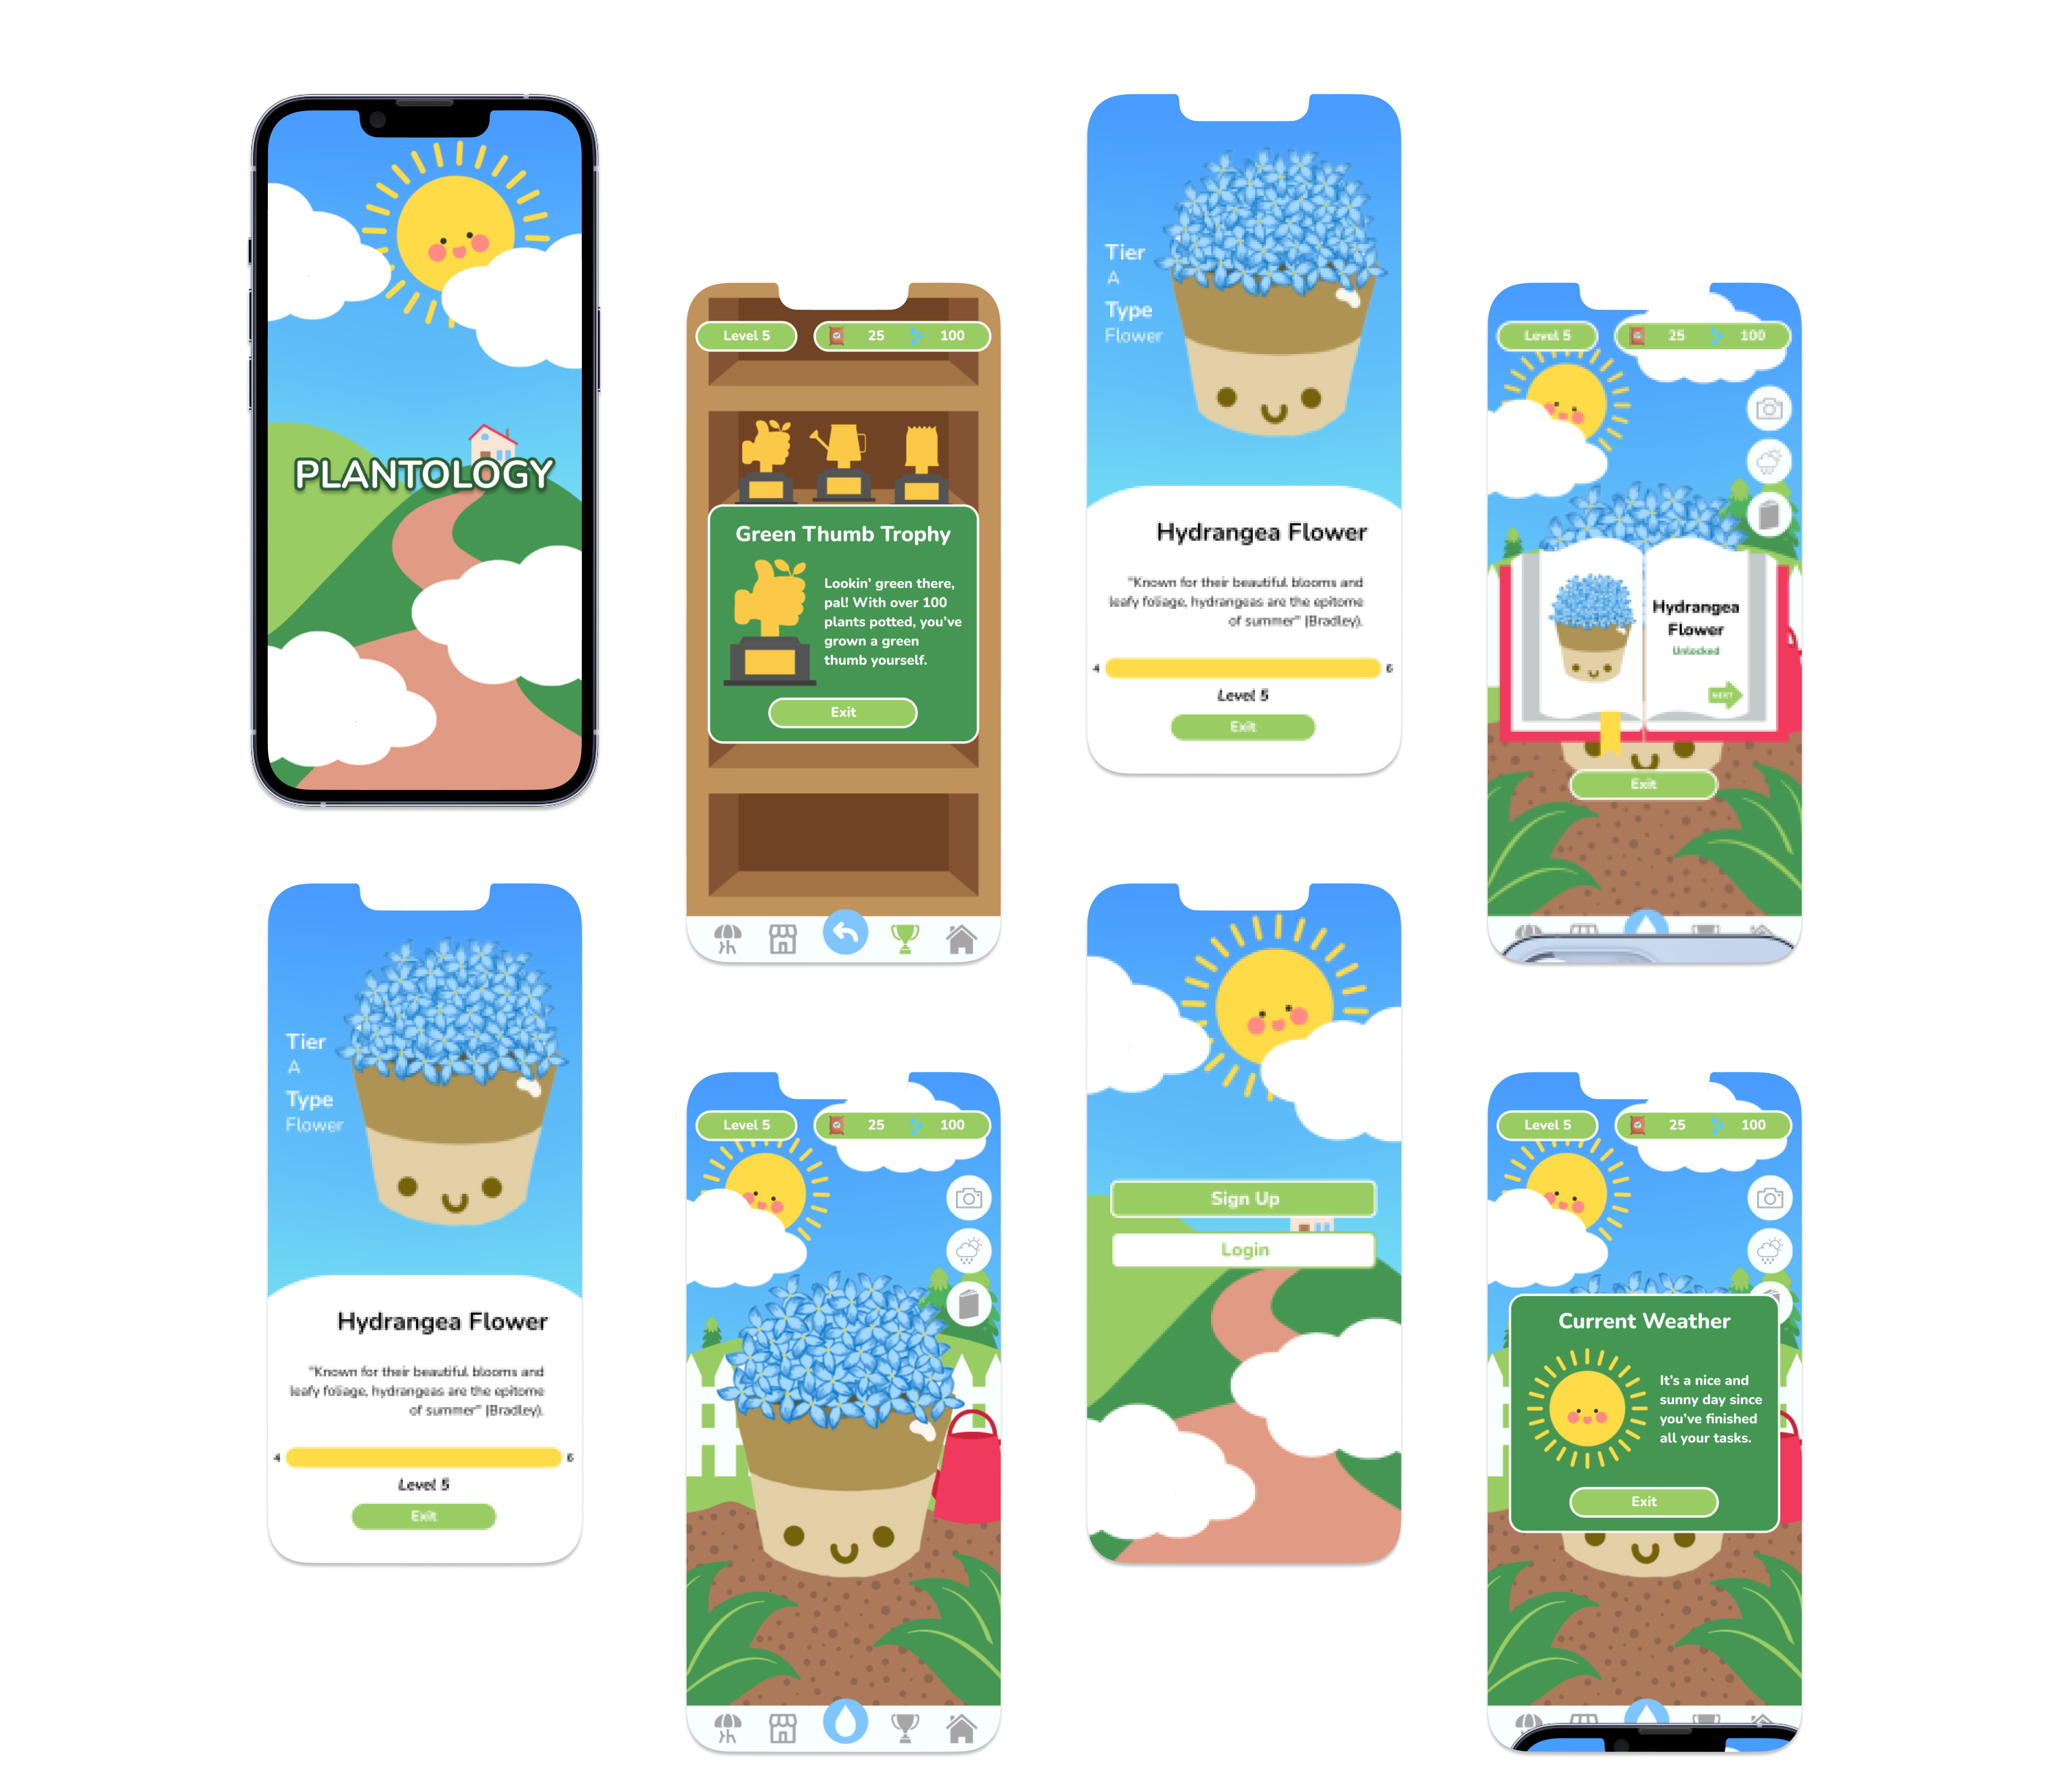 PLANTOLOGY
Level 5
25
100
Green Thumb Trophy
Lookin' green there,
pal! With over 100
plants potted, you've
grown a green
thumb yourself.
Exit
Tier
A
Type
Flower
Hydrangea Flower
"Known for their beautiful blooms and
leafy foliage, hydrangeas are the epitome
of summer" (Bradley).
4
6
Level 5
Exit
Level 5
25
100
Hydrangea
Flower
Unlocked
NEXT
Exit
Tier
A
Type
Flower
Hydrangea Flower
"Known for their beautiful blooms and
leafy foliage, hydrangeas are the epitome
of summer" (Bradley).
4
6
Level 5
Exit
Level 5
25
100
Sign Up
Login
Level 5
25
100
Current Weather
It's a nice and
sunny day since
you've finished
all your tasks.
Exit